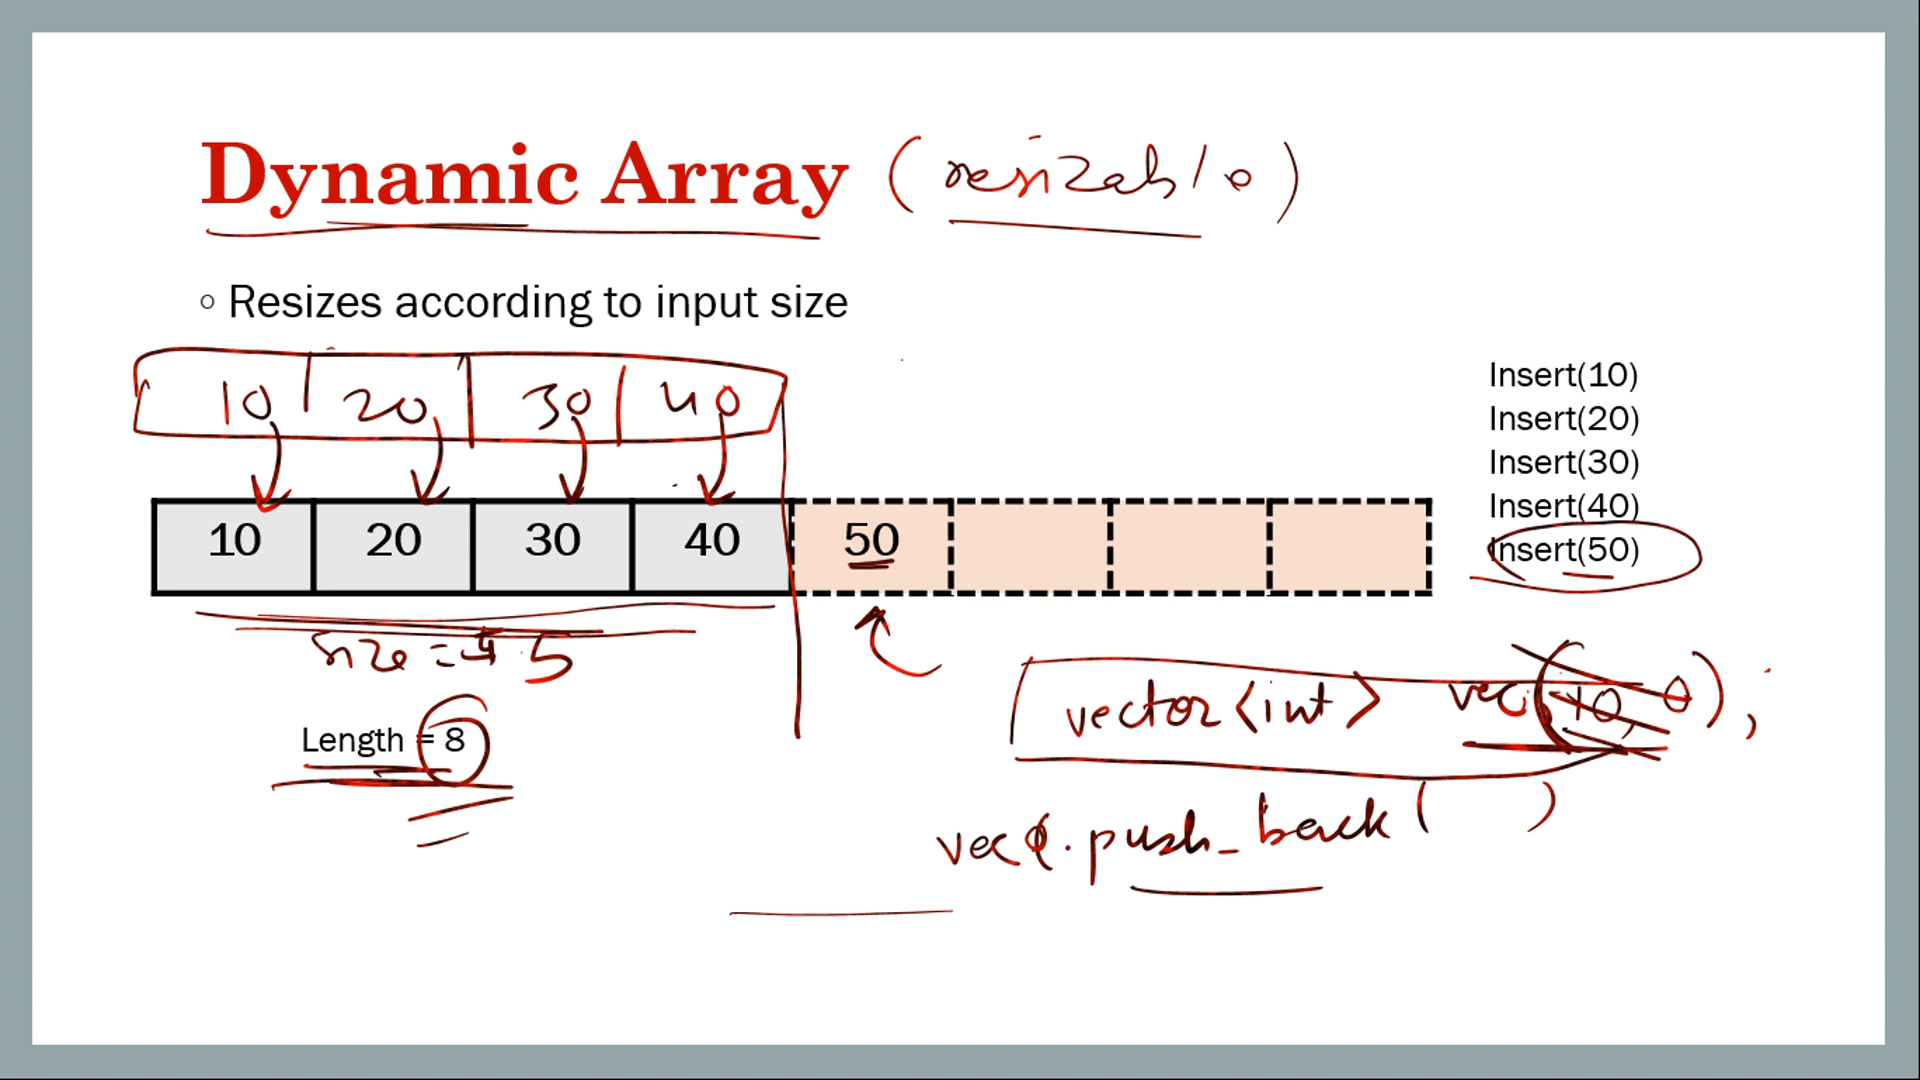 Dynamic Array (resizable)
Resizes according to input size
10 20 30 40
10 20 30 40 50
Insert(10)
Insert(20)
Insert(30)
Insert(40)
Insert(50)
size = 4 5
Length = 8
vector<int> vec(10, 0);
vec.push_back( )